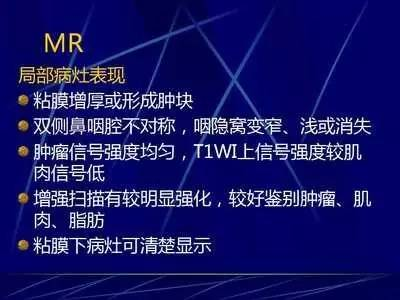 MR
局部病灶表现
粘膜增厚或形成肿块
双侧鼻咽腔不对称，咽隐窝变窄、浅或消失
肿瘤信号强度均匀，T1WI上信号强度较肌
肉信号低
增强扫描有较明显强化，较好鉴别肿瘤、肌
肉、脂肪
粘膜下病灶可清楚显示